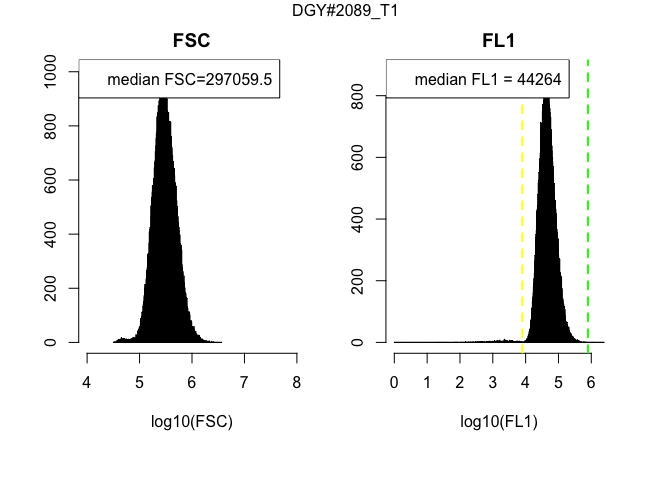 DGY#2089_T1
FSC
median FSC=297059.5
0 200 400 600 800 1000
4 5 6 7 8
log10(FSC)
FL1
median FL1 = 44264
0 200 400 600 800
0 1 2 3 4 5 6
log10(FL1)